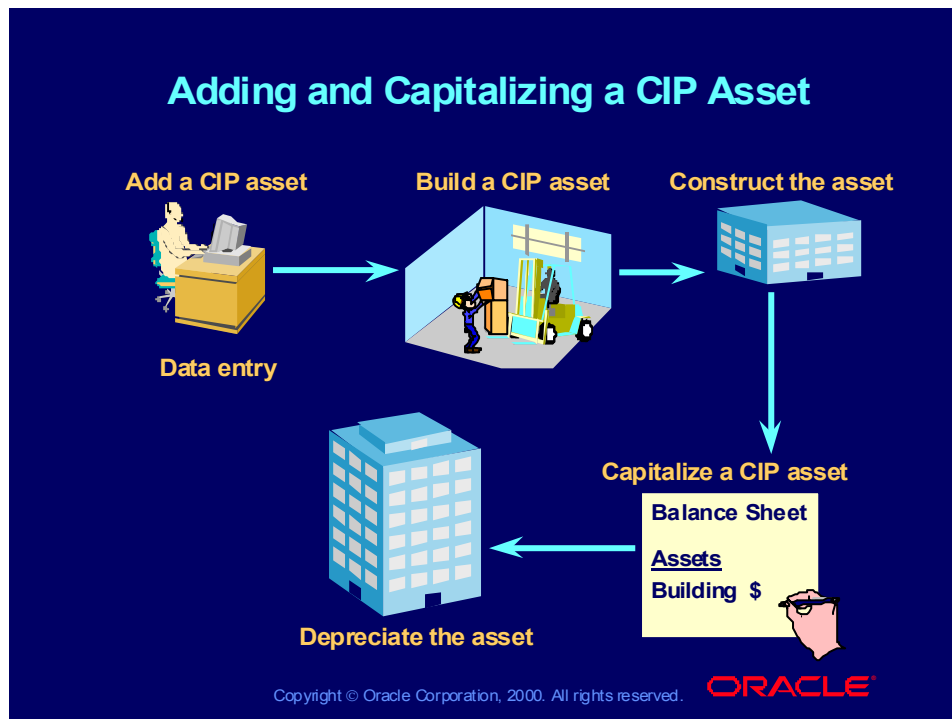 Adding and Capitalizing a CIP Asset
Add a CIP asset
Build a CIP asset
Construct the asset
Data entry
Capitalize a CIP asset
Balance Sheet
Assets
Building $
Depreciate the asset
Copyright © Oracle Corporation, 2000. All rights reserved.
ORACLE®